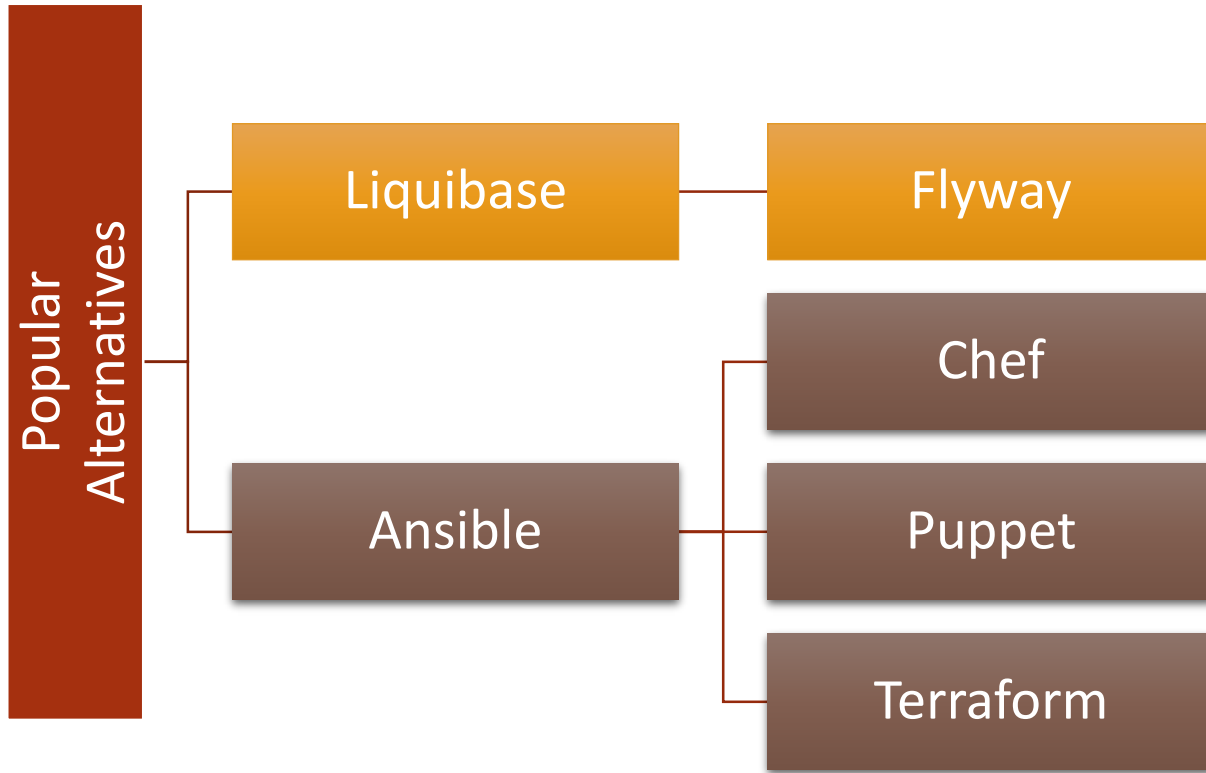 Popular
Alternatives
Liquibase
Flyway
Chef
Ansible
Puppet
Terraform